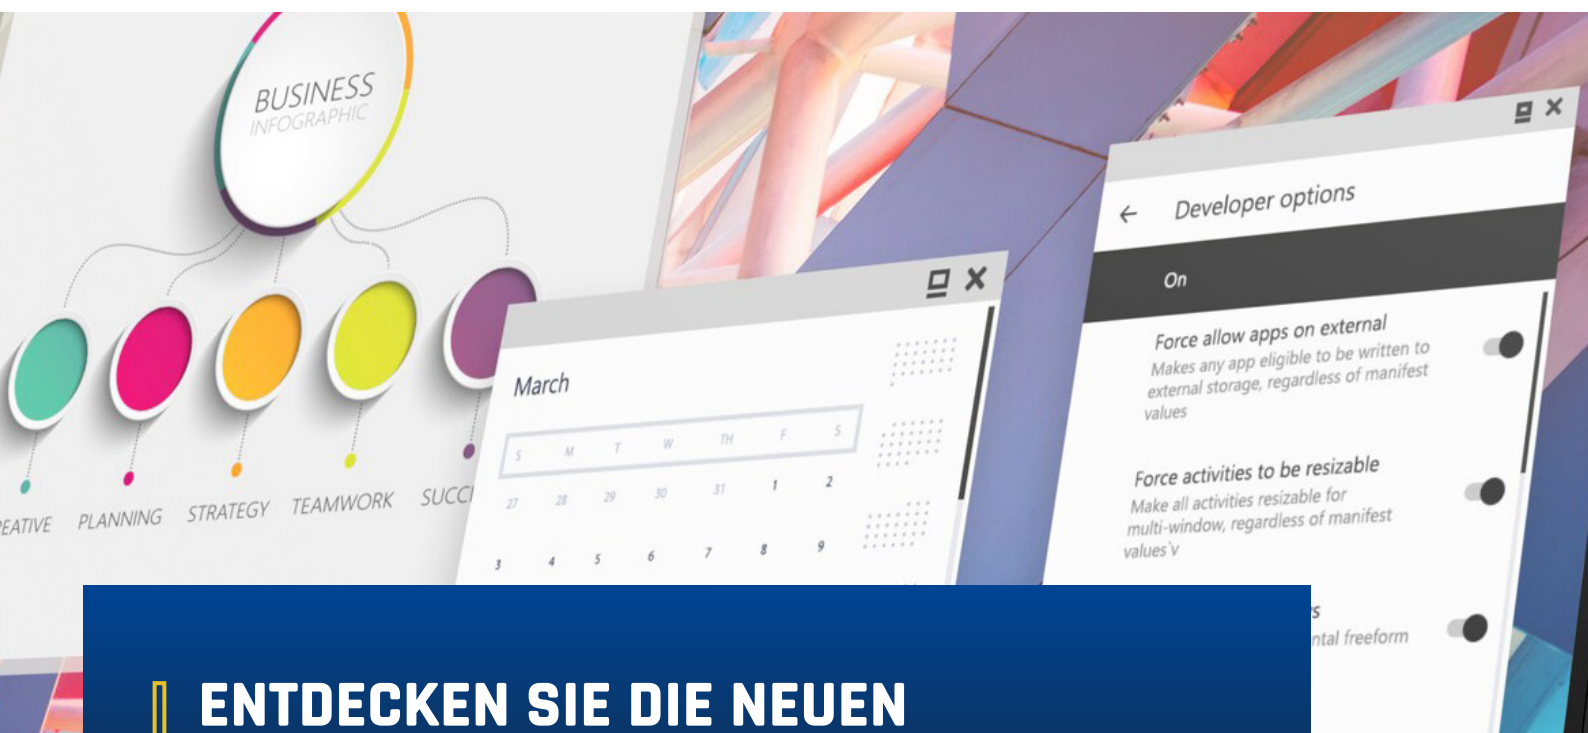 BUSINESS
INFOGRAPHIC
PLANNING
STRATEGY
TEAMWORK
March
S M T W TH F S
27 28 29 30 31 1 2
3 4 5 6 7 8 9
Developer options
On
Force allow apps on external
Makes any app eligible to be written to
external storage, regardless of manifest
values
Force activities to be resizable
Make all activities resizable for
multi-window, regardless of manifest
values`v
freeform
ENTDECKEN SIE DIE NEUEN